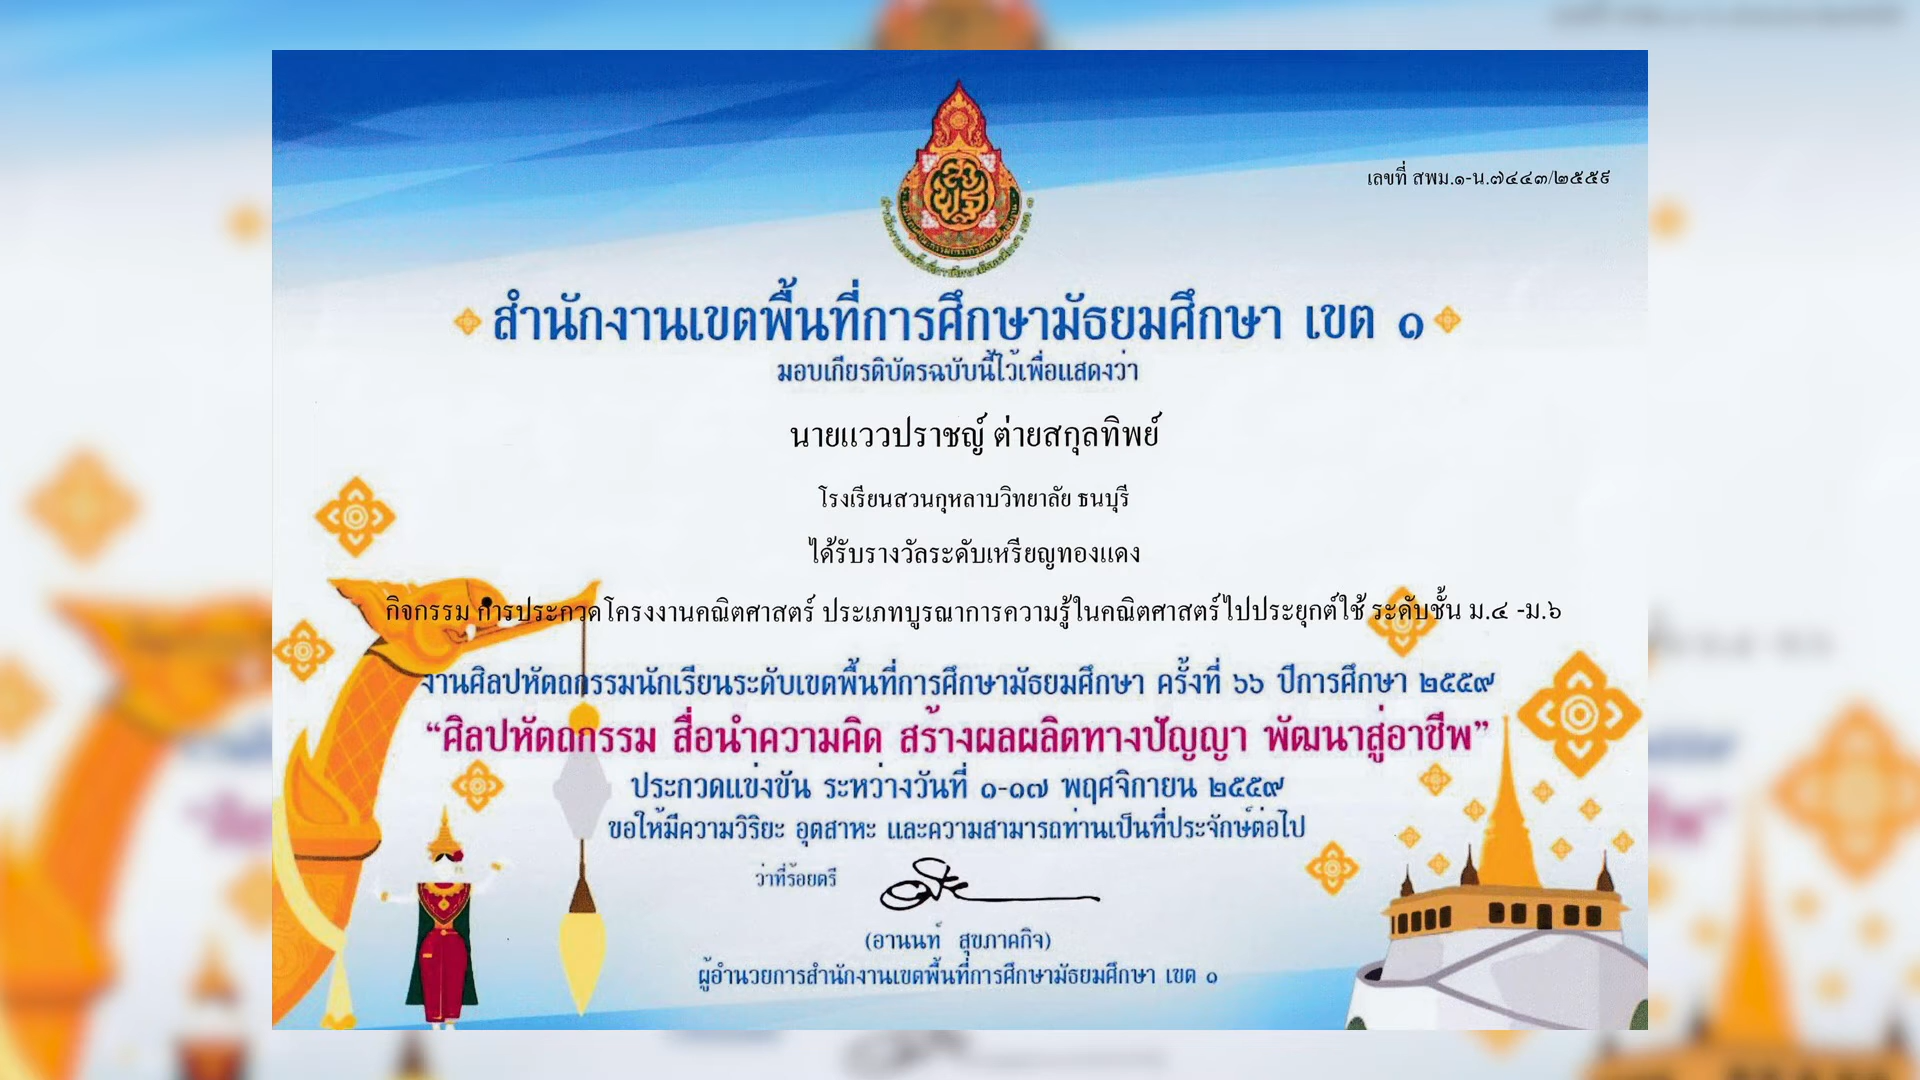 เลขที่ สพม.๑-น.๗๔๔๓/๒๕๕๙
สำนักงานเขตพื้นที่การศึกษามัธยมศึกษา เขต ๑
มอบเกียรติบัตรฉบับนี้ไว้เพื่อแสดงว่า
นายแววปราชญ์ ต่ายสกุลทิพย์
โรงเรียนสวนกุหลาบวิทยาลัย ธนบุรี
ได้รับรางวัลระดับเหรียญทองแดง
กิจกรรม การประกวดโครงงานคณิตศาสตร์ ประเภทบูรณาการความรู้ในคณิตศาสตร์ไปประยุกต์ใช้ ระดับชั้น ม.๔ -ม.๖
งานศิลปหัตถกรรมนักเรียนระดับเขตพื้นที่การศึกษามัธยมศึกษา ครั้งที่ ๖๖ ปีการศึกษา ๒๕๕๙
“ศิลปหัตถกรรม สื่อนำความคิด สร้างผลผลิตทางปัญญา พัฒนาสู่อาชีพ”
ประกวดแข่งขัน ระหว่างวันที่ ๑-๑๗ พฤศจิกายน ๒๕๕๙
ขอให้มีความวิริยะ อุตสาหะ และความสามารถท่านเป็นที่ประจักษ์ต่อไป
ว่าที่ร้อยตรี
(อานนท์ สุขภาคกิจ)
ผู้อำนวยการสำนักงานเขตพื้นที่การศึกษามัธยมศึกษา เขต ๑